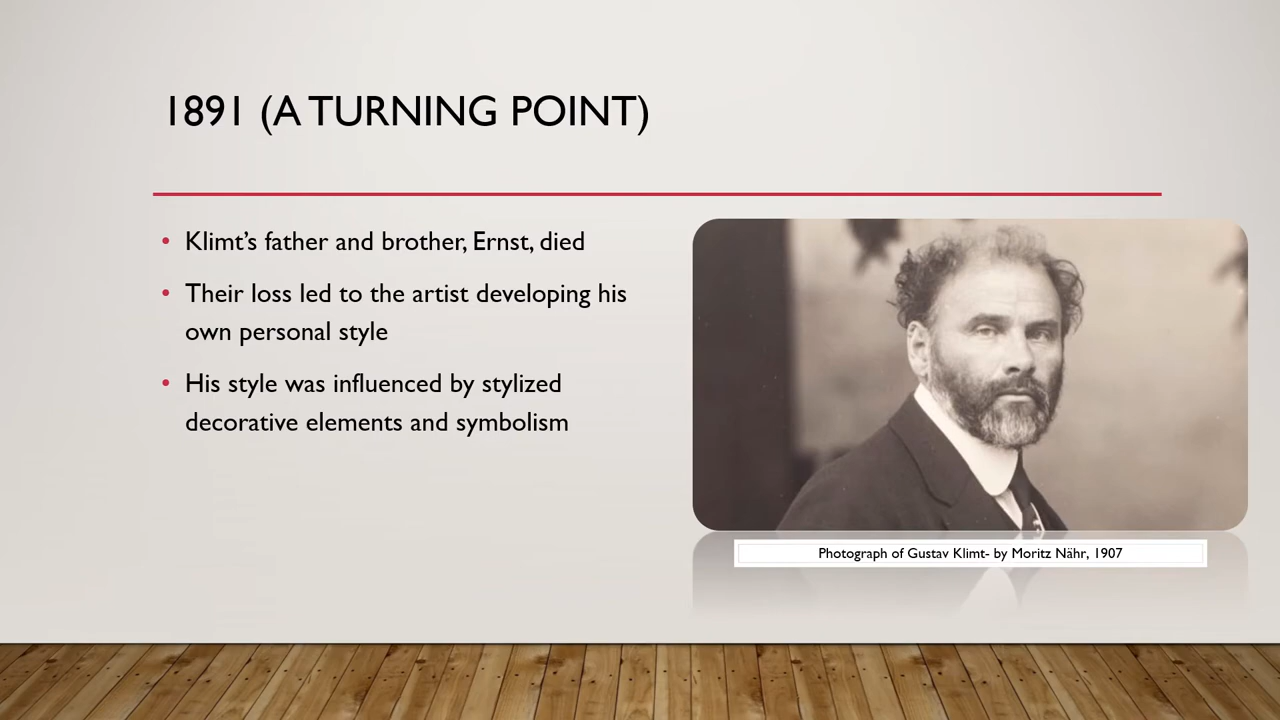 1891 (A TURNING POINT)
• Klimt’s father and brother, Ernst, died
• Their loss led to the artist developing his
own personal style
• His style was influenced by stylized
decorative elements and symbolism
Photograph of Gustav Klimt- by Moritz Nähr, 1907